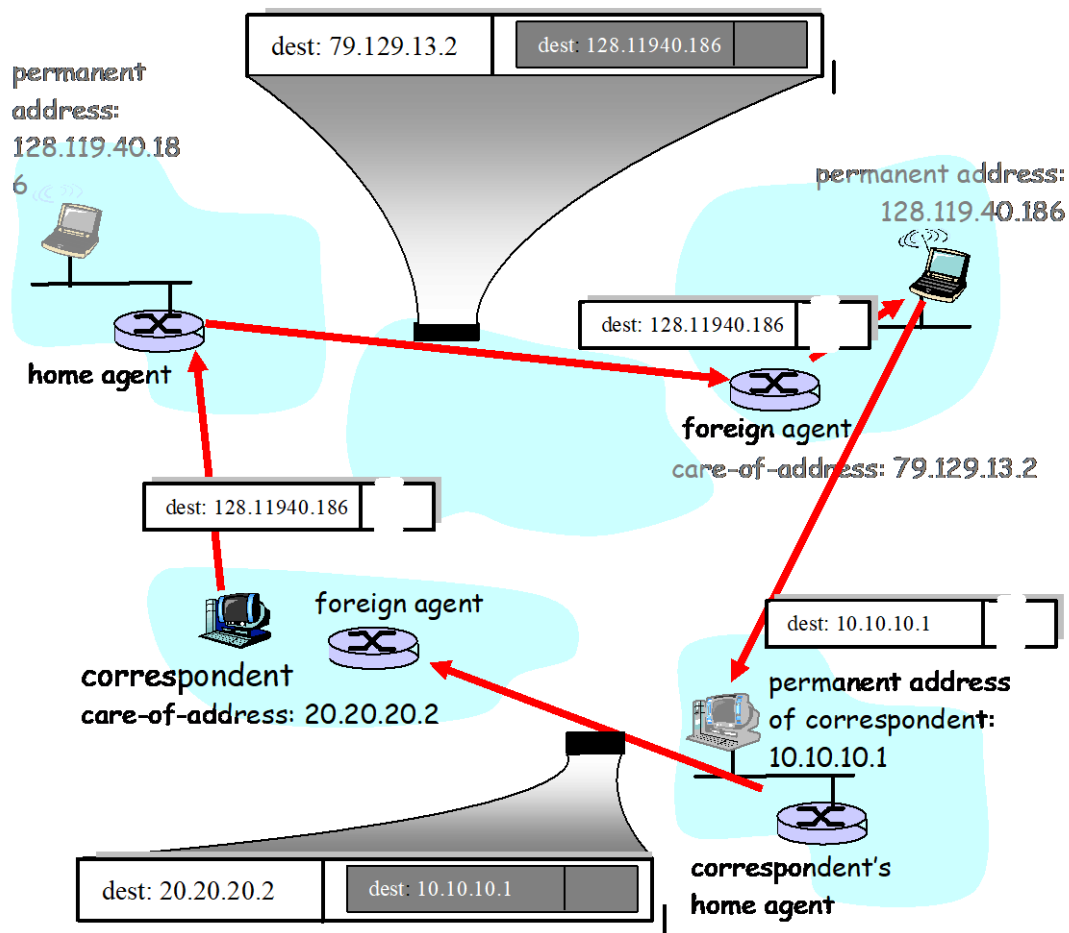 dest: 79.129.13.2
dest: 128.11940.186
permanent
address:
128.119.40.18
6
permanent address:
128.119.40.186
dest: 128.11940.186
home agent
foreign agent
care-of-address: 79.129.13.2
dest: 128.11940.186
foreign agent
correspondent
care-of-address: 20.20.20.2
dest: 10.10.10.1
permanent address
of correspondent:
10.10.10.1
correspondent's
home agent
dest: 20.20.20.2
dest: 10.10.10.1